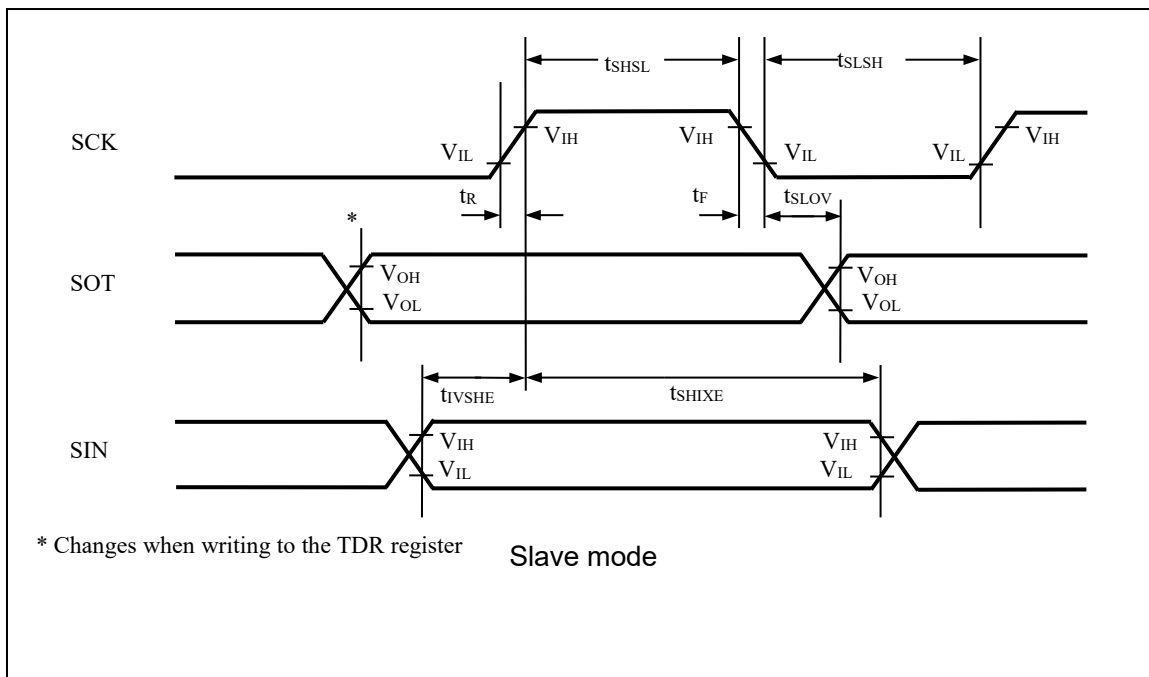 tSHSL
tSLSH
SCK
VIH
VIH
VIH
VIL
VIL
VIL
tR
tF
tSLOV
*
SOT
VOH
VOL
VOH
VOL
tIVSHE
tSHIXE
SIN
VIH
VIL
VIH
VIL
* Changes when writing to the TDR register
Slave mode